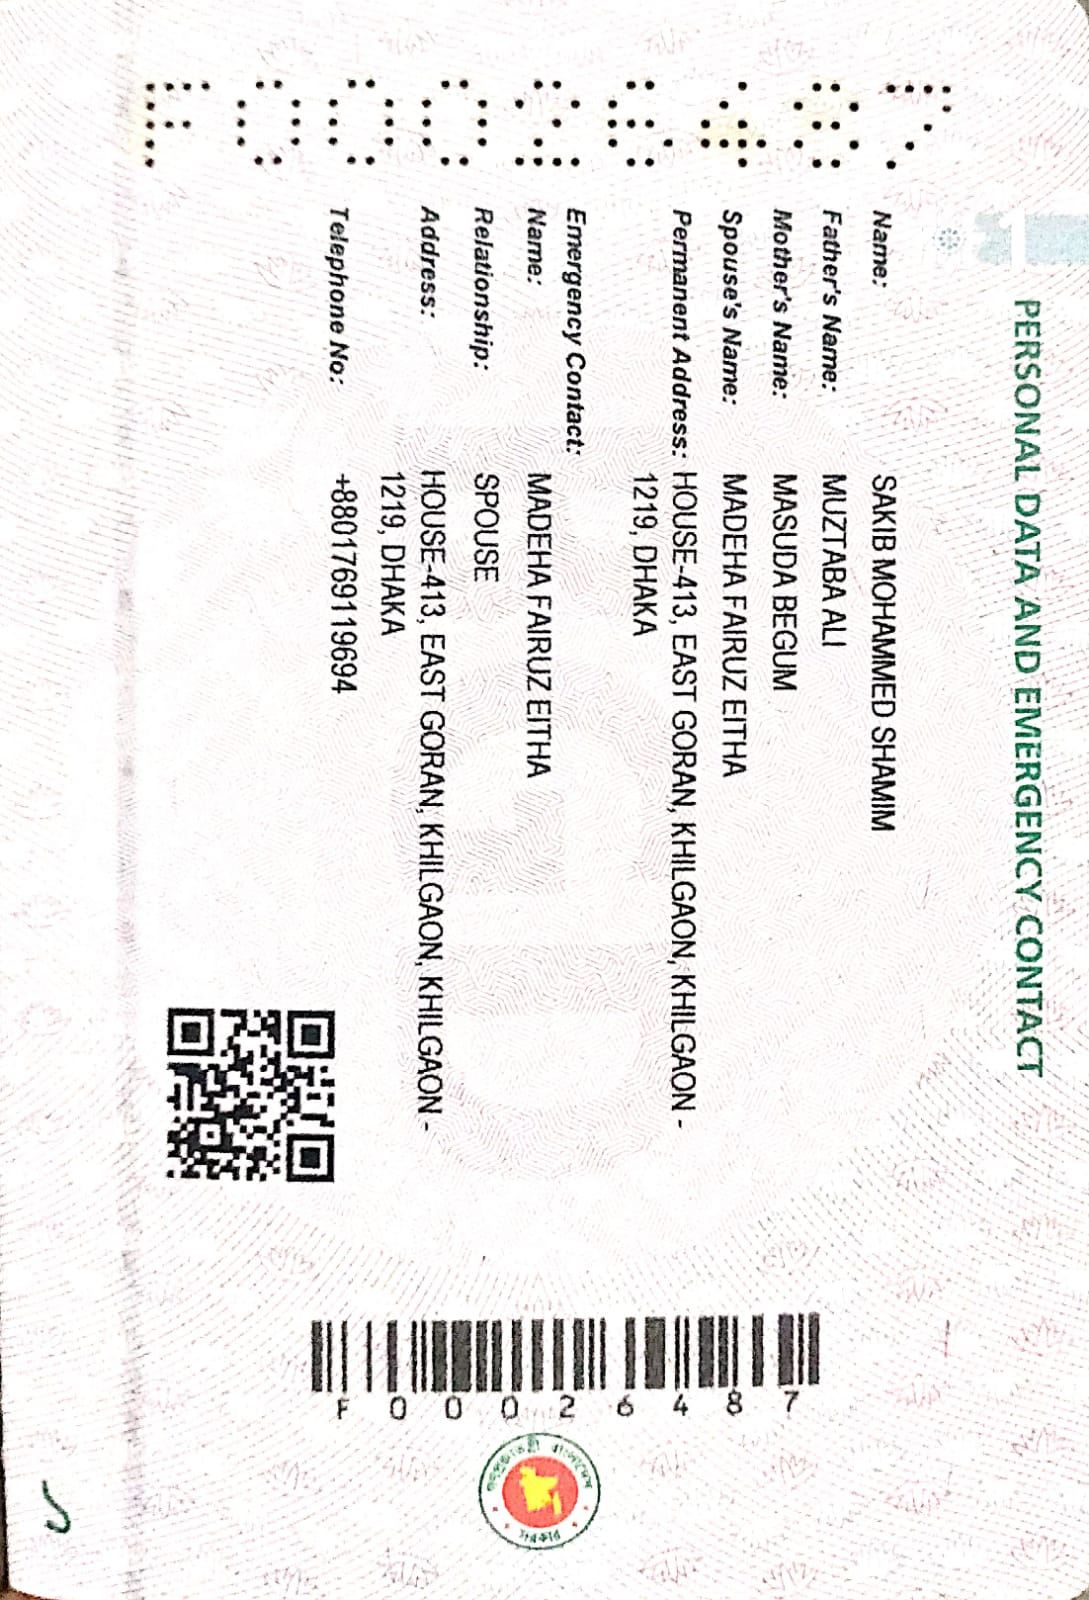 PERSONAL DATA AND EMERGENCY CONTACT
Name: SAKIB MOHAMMED SHAMIM
Father's Name: MUZTABA ALI
Mother's Name: MASUDA BEGUM
Spouse's Name: MADEHA FAIRUZ EITHA
Permanent Address: HOUSE-413, EAST GORAN, KHILGAON, KHILGAON -
1219, DHAKA
Emergency Contact:
Name: MADEHA FAIRUZ EITHA
Relationship: SPOUSE
Address: HOUSE-413, EAST GORAN, KHILGAON, KHILGAON -
1219, DHAKA
Telephone No: +8801769119694
F00026487